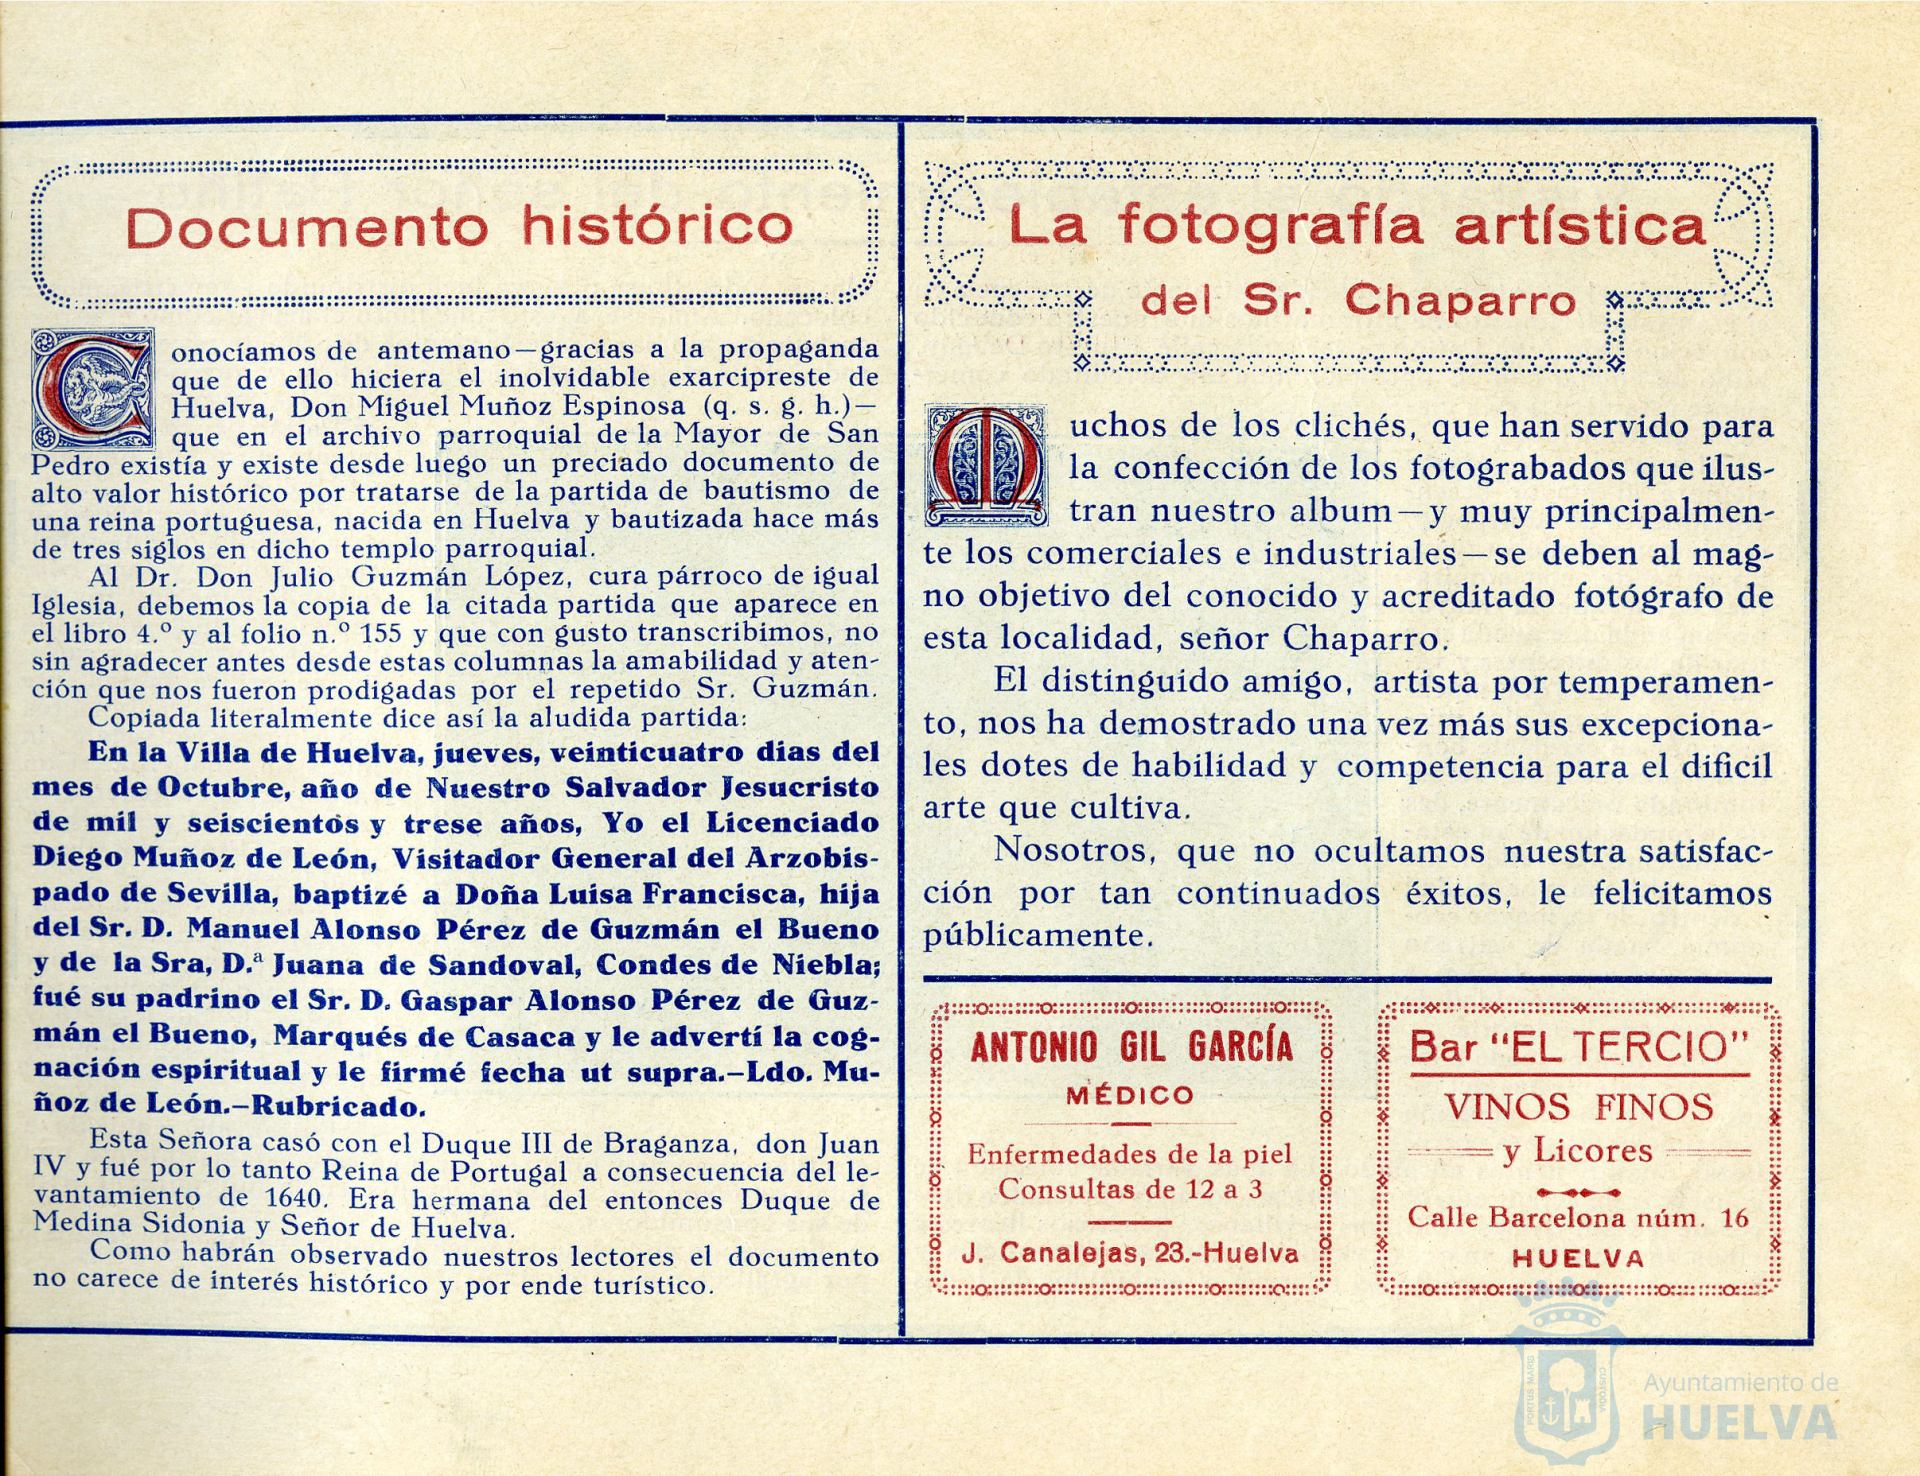 Documento histórico
Conocíamos de antemano—gracias a la propaganda
que de ello hiciera el inolvidable exarcipreste de
Huelva, Don Miguel Muñoz Espinosa (q. s. g. h.)—
que en el archivo parroquial de la Mayor de San
Pedro existía y existe desde luego un preciado documento de
alto valor histórico por tratarse de la partida de bautismo de
una reina portuguesa, nacida en Huelva y bautizada hace más
de tres siglos en dicho templo parroquial.
Al Dr. Don Julio Guzmán López, cura párroco de igual
Iglesia, debemos la copia de la citada partida que aparece en
el libro 4.º y al folio n.º 155 y que con gusto transcribimos, no
sin agradecer antes desde estas columnas la amabilidad y aten-
ción que nos fueron prodigadas por el repetido Sr. Guzmán.
Copiada literalmente dice así la aludida partida:
En la Villa de Huelva, jueves, veinticuatro dias del
mes de Octubre, año de Nuestro Salvador Jesucristo
de mil y seiscientos y trese años, Yo el Licenciado
Diego Muñoz de León, Visitador General del Arzobis-
pado de Sevilla, baptizé a Doña Luisa Francisca, hija
del Sr. D. Manuel Alonso Pérez de Guzmán el Bueno
y de la Sra, D.ª Juana de Sandoval, Condes de Niebla;
fué su padrino el Sr. D. Gaspar Alonso Pérez de Guz-
mán el Bueno, Marqués de Casaca y le advertí la cog-
nación espiritual y le firmé fecha ut supra.–Ldo. Mu-
ñoz de León.–Rubricado.
Esta Señora casó con el Duque III de Braganza, don Juan
IV y fué por lo tanto Reina de Portugal a consecuencia del le-
vantamiento de 1640. Era hermana del entonces Duque de
Medina Sidonia y Señor de Huelva.
Como habrán observado nuestros lectores el documento
no carece de interés histórico y por ende turístico.
La fotografía artística
del Sr. Chaparro
Muchos de los clichés, que han servido para
la confección de los fotograbados que ilus-
tran nuestro album—y muy principalmen-
te los comerciales e industriales—se deben al mag-
no objetivo del conocido y acreditado fotógrafo de
esta localidad, señor Chaparro.
El distinguido amigo, artista por temperamen-
to, nos ha demostrado una vez más sus excepciona-
les dotes de habilidad y competencia para el dificil
arte que cultiva.
Nosotros, que no ocultamos nuestra satisfac-
ción por tan continuados éxitos, le felicitamos
públicamente.
ANTONIO GIL GARCÍA
MÉDICO
Enfermedades de la piel
Consultas de 12 a 3
J. Canalejas, 23.-Huelva
Bar "EL TERCIO"
VINOS FINOS
y Licores
Calle Barcelona núm. 16
HUELVA
PORTUS MARIS
CUSTODIA
Ayuntamiento de
HUELVA